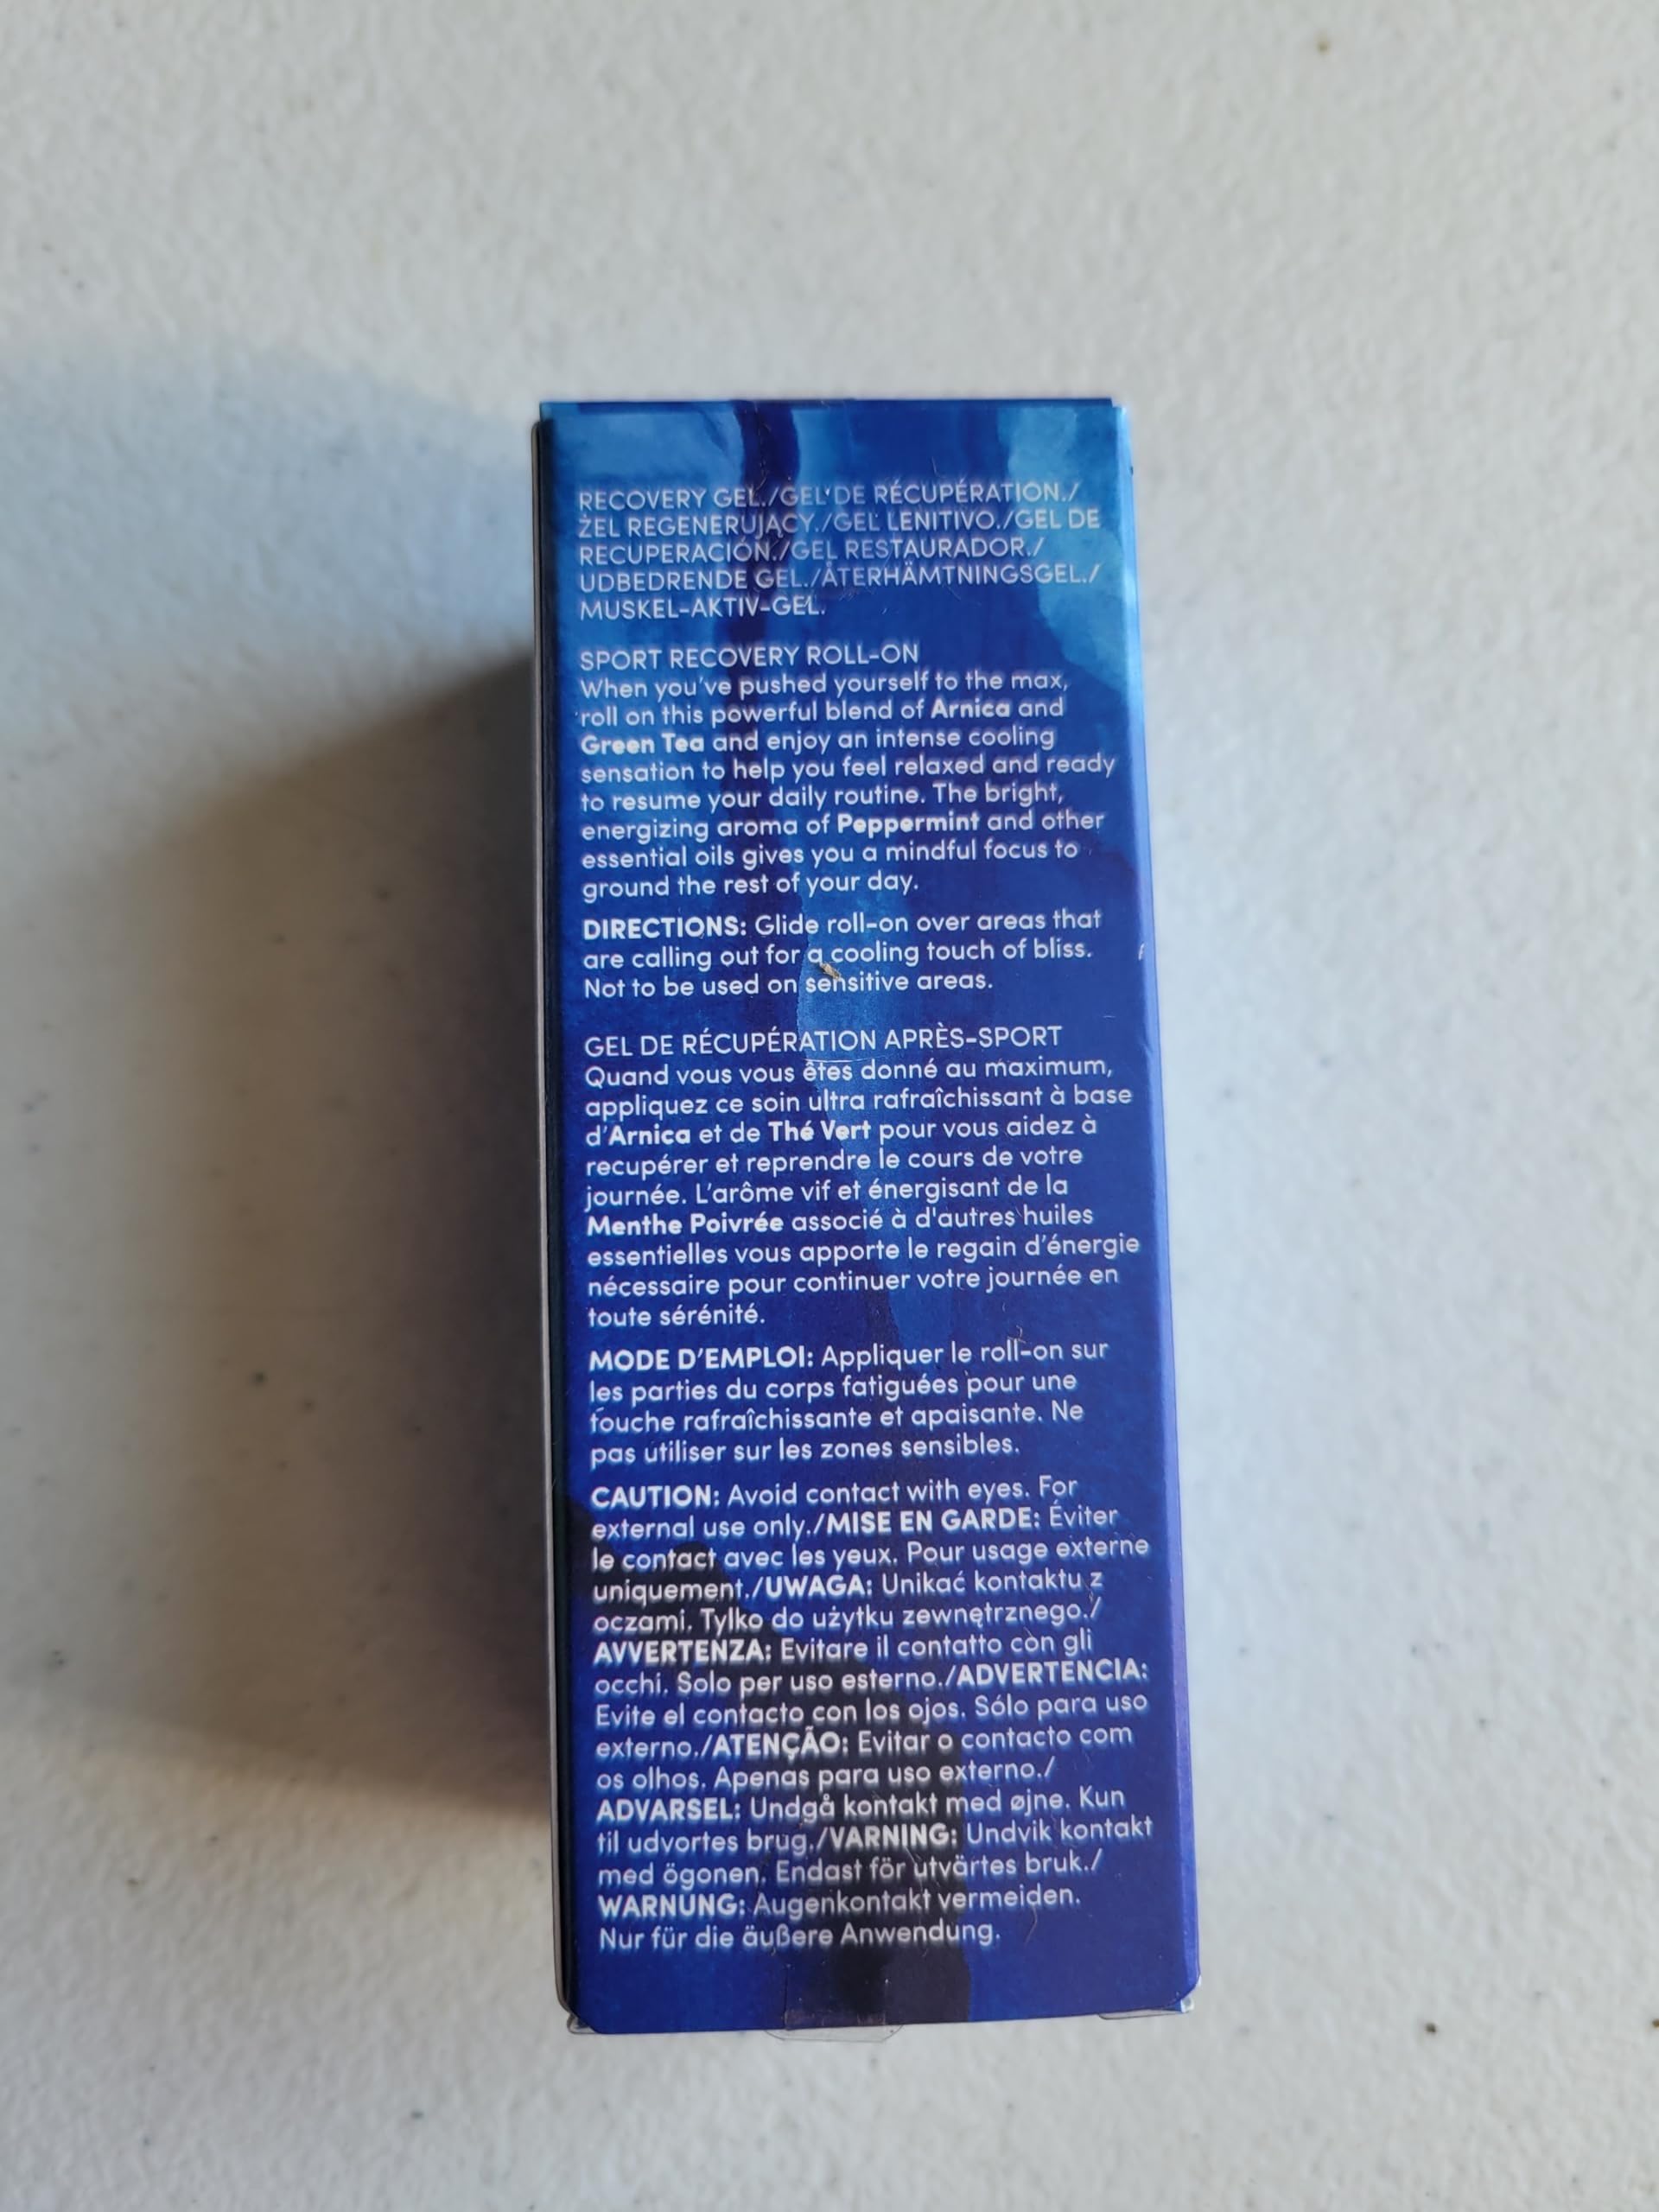 RECOVERY GEL./GEL DE RÉCUPÉRATION./
ŻEL REGENERUJĄCY./GEL LENITIVO./GEL DE
RECUPERACIÓN./GEL RESTAURADOR./
UDBEDRENDE GEL./ÅTERHÄMTNINGSGEL./
MUSKEL-AKTIV-GEL.
SPORT RECOVERY ROLL-ON
When you've pushed yourself to the max,
roll on this powerful blend of Arnica and
Green Tea and enjoy an intense cooling
sensation to help you feel relaxed and ready
to resume your daily routine. The bright,
energizing aroma of Peppermint and other
essential oils gives you a mindful focus to
ground the rest of your day.
DIRECTIONS: Glide roll-on over areas that
are calling out for a cooling touch of bliss.
Not to be used on sensitive areas.
GEL DE RÉCUPÉRATION APRÈS-SPORT
Quand vous vous êtes donné au maximum,
appliquez ce soin ultra rafraîchissant à base
d'Arnica et de Thé Vert pour vous aidez à
recupérer et reprendre le cours de votre
journée. L'arôme vif et énergisant de la
Menthe Poivrée associé à d'autres huiles
essentielles vous apporte le regain d'énergie
nécessaire pour continuer votre journée en
toute sérénité.
MODE D'EMPLOI: Appliquer le roll-on sur
les parties du corps fatiguées pour une
touche rafraîchissante et apaisante. Ne
pas utiliser sur les zones sensibles.
CAUTION: Avoid contact with eyes. For
external use only./MISE EN GARDE: Éviter
le contact avec les yeux. Pour usage externe
uniquement./UWAGA: Unikać kontaktu z
oczami. Tylko do użytku zewnętrznego./
AVVERTENZA: Evitare il contatto con gli
occhi. Solo per uso esterno./ADVERTENCIA:
Evite el contacto con los ojos. Sólo para uso
externo./ATENÇÃO: Evitar o contacto com
os olhos. Apenas para uso externo./
ADVARSEL: Undgå kontakt med øjne. Kun
til udvortes brug./VARNING: Undvik kontakt
med ögonen. Endast för utvärtes bruk./
WARNUNG: Augenkontakt vermeiden.
Nur für die äußere Anwendung.